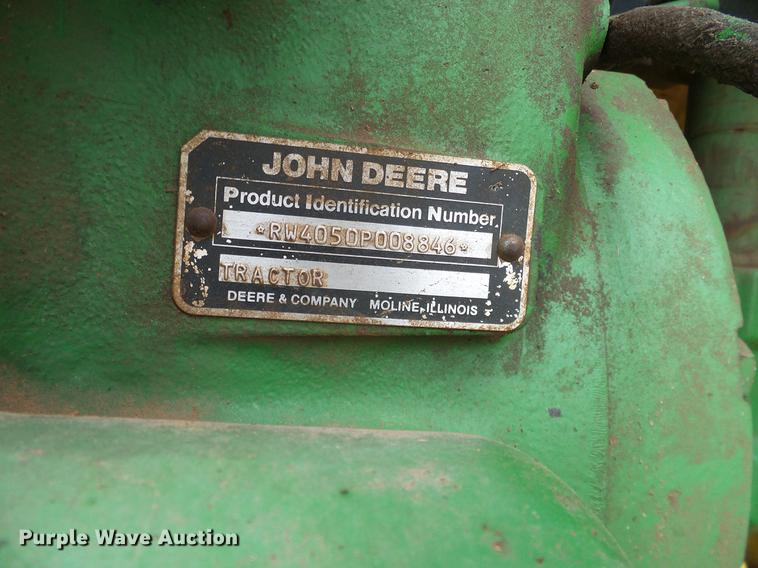 JOHN DEERE
Product Identification Number
*RW4050P008846*
TRACTOR
DEERE & COMPANY MOLINE, ILLINOIS
Purple Wave Auction